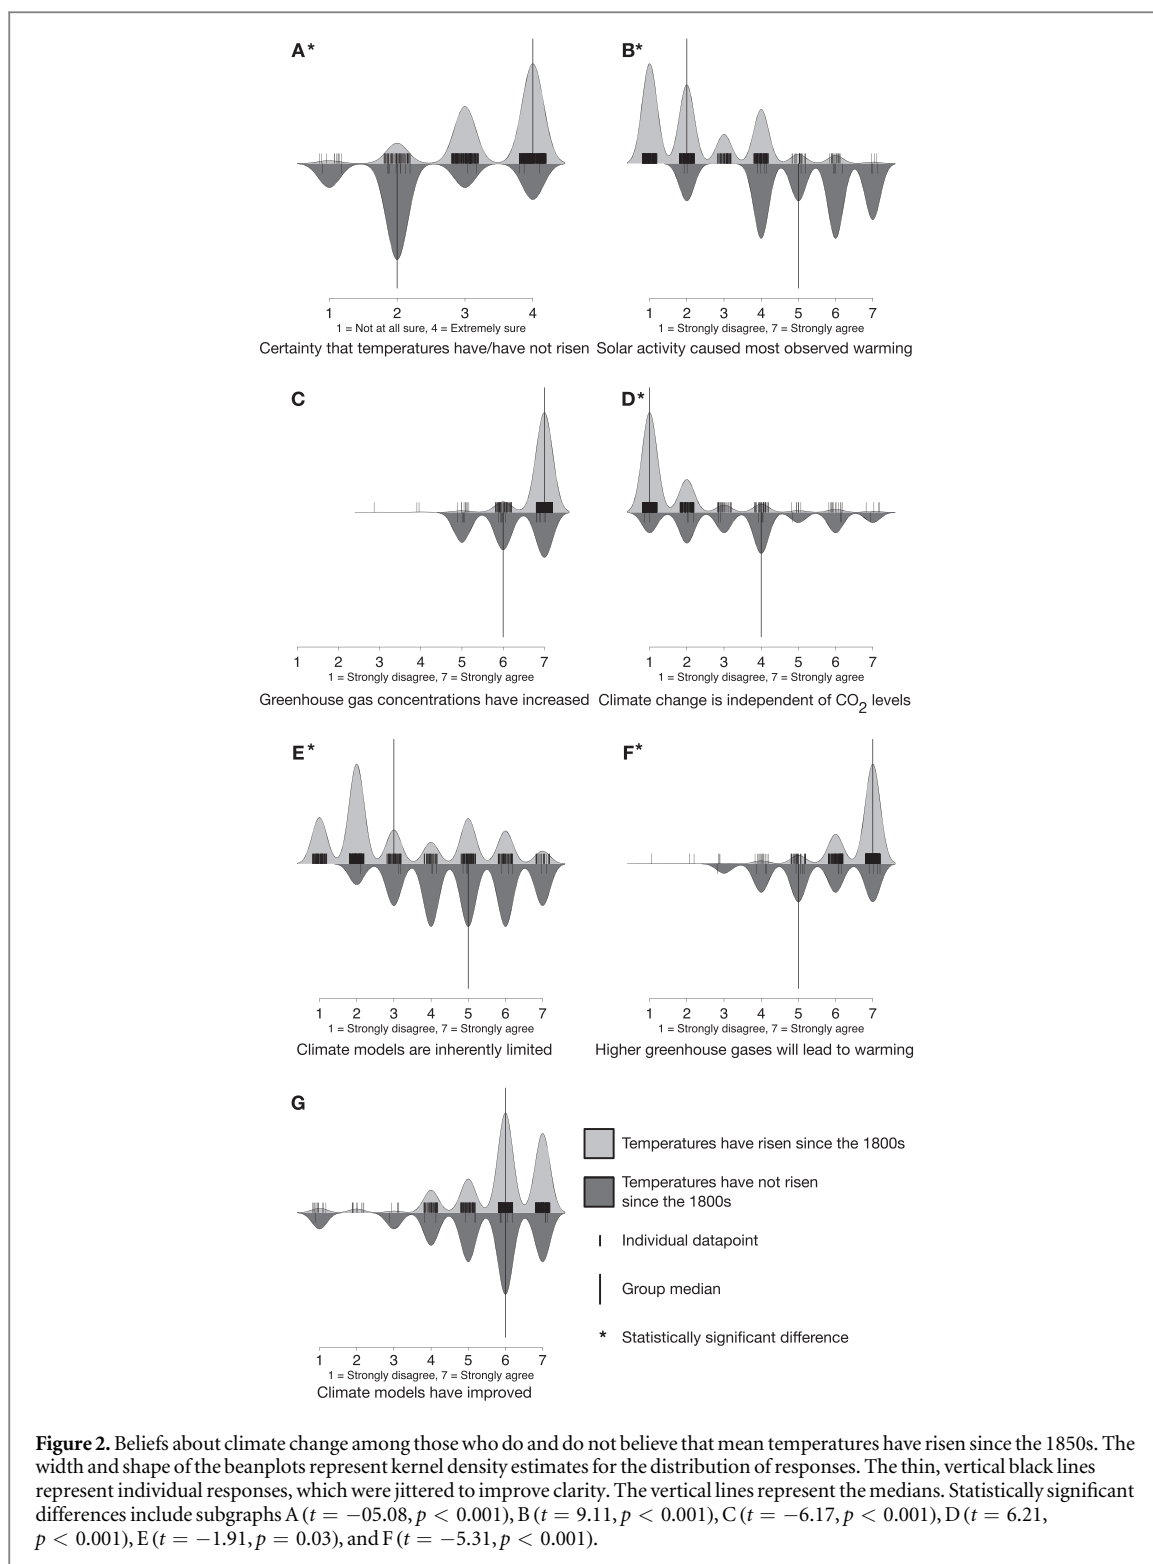 A*
B*
1 2 3 4
1 = Not at all sure, 4 = Extremely sure
Certainty that temperatures have/have not risen
1 2 3 4 5 6 7
1 = Strongly disagree, 7 = Strongly agree
Solar activity caused most observed warming
C
D*
1 2 3 4 5 6 7
1 = Strongly disagree, 7 = Strongly agree
Greenhouse gas concentrations have increased
1 2 3 4 5 6 7
1 = Strongly disagree, 7 = Strongly agree
Climate change is independent of CO2 levels
E*
F*
1 2 3 4 5 6 7
1 = Strongly disagree, 7 = Strongly agree
Climate models are inherently limited
1 2 3 4 5 6 7
1 = Strongly disagree, 7 = Strongly agree
Higher greenhouse gases will lead to warming
G
1 2 3 4 5 6 7
1 = Strongly disagree, 7 = Strongly agree
Climate models have improved
Temperatures have risen since the 1800s
Temperatures have not risen
since the 1800s
Individual datapoint
Group median
* Statistically significant difference
Figure 2. Beliefs about climate change among those who do and do not believe that mean temperatures have risen since the 1850s. The
width and shape of the beanplots represent kernel density estimates for the distribution of responses. The thin, vertical black lines
represent individual responses, which were jittered to improve clarity. The vertical lines represent the medians. Statistically significant
differences include subgraphs A (t = −05.08, p < 0.001), B (t = 9.11, p < 0.001), C (t = −6.17, p < 0.001), D (t = 6.21,
p < 0.001), E (t = −1.91, p = 0.03), and F (t = −5.31, p < 0.001).